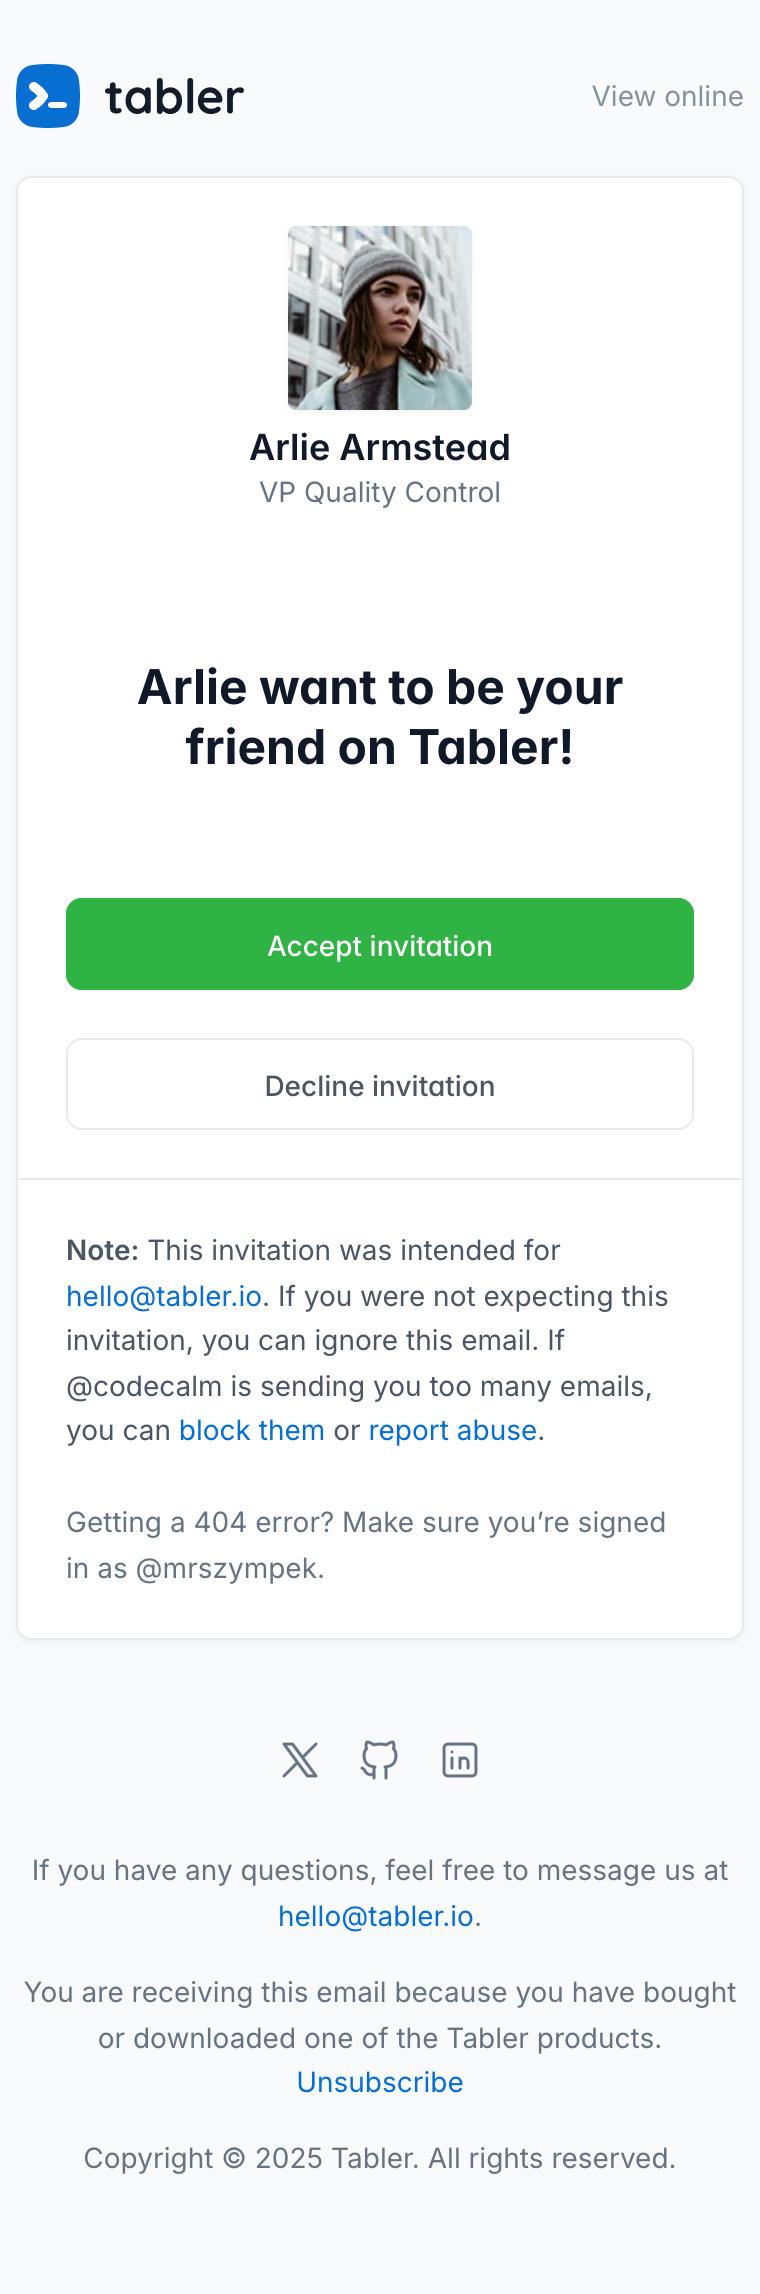 tabler
View online
Arlie Armstead
VP Quality Control
Arlie want to be your
friend on Tabler!
Accept invitation
Decline invitation
Note: This invitation was intended for
hello@tabler.io. If you were not expecting this
invitation, you can ignore this email. If
@codecalm is sending you too many emails,
you can block them or report abuse.
Getting a 404 error? Make sure you’re signed
in as @mrszympek.
If you have any questions, feel free to message us at
hello@tabler.io.
You are receiving this email because you have bought
or downloaded one of the Tabler products.
Unsubscribe
Copyright © 2025 Tabler. All rights reserved.